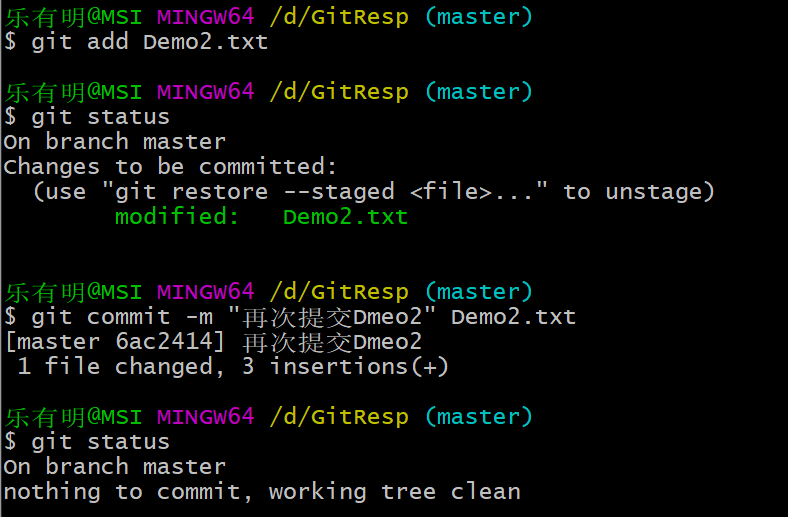 乐有明@MSI MINGW64 /d/GitResp (master)
$ git add Demo2.txt
乐有明@MSI MINGW64 /d/GitResp (master)
$ git status
On branch master
Changes to be committed:
  (use "git restore --staged <file>..." to unstage)
        modified:   Demo2.txt
乐有明@MSI MINGW64 /d/GitResp (master)
$ git commit -m "再次提交Dmeo2" Demo2.txt
[master 6ac2414] 再次提交Dmeo2
 1 file changed, 3 insertions(+)
乐有明@MSI MINGW64 /d/GitResp (master)
$ git status
On branch master
nothing to commit, working tree clean